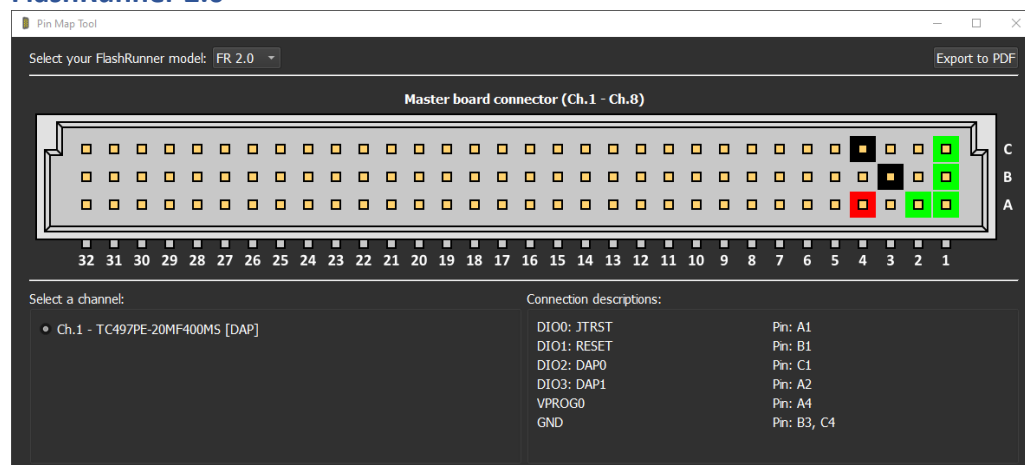 FlashRunner 2.0
Pin Map Tool
Select your FlashRunner model: FR 2.0 Export to PDF
Master board connector (Ch.1 - Ch.8)
C
B
A
32 31 30 29 28 27 26 25 24 23 22 21 20 19 18 17 16 15 14 13 12 11 10 9 8 7 6 5 4 3 2 1
Select a channel: Connection descriptions:
Ch.1 - TC497PE-20MF400MS [DAP] DIO0: JTRST Pin: A1
DIO1: RESET Pin: B1
DIO2: DAP0 Pin: C1
DIO3: DAP1 Pin: A2
VPROG0 Pin: A4
GND Pin: B3, C4